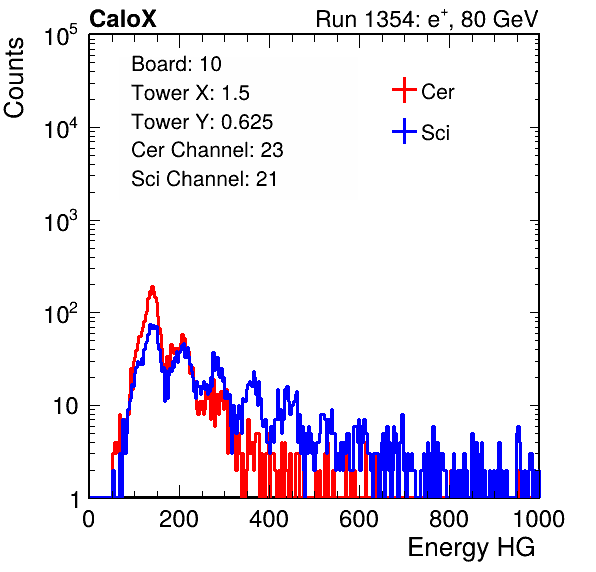 CaloX Run 1354: e⁺, 80 GeV
Counts
10⁵
10⁴
10³
10²
10
1
Board: 10
Tower X: 1.5
Tower Y: 0.625
Cer Channel: 23
Sci Channel: 21
Cer
Sci
0 200 400 600 800 1000
Energy HG